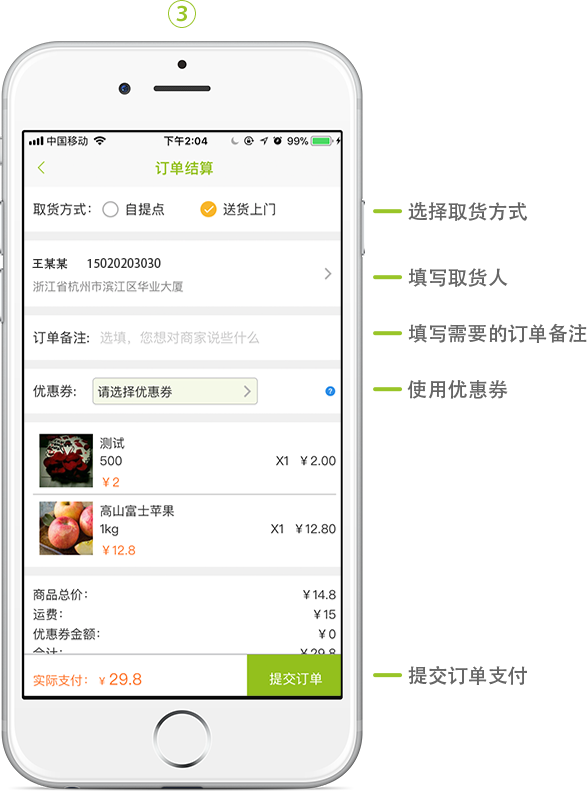 ③
中国移动 下午2:04 99%
订单结算
取货方式： 自提点 送货上门
选择取货方式
王某某 15020203030
浙江省杭州市滨江区华业大厦
填写取货人
订单备注: 选填，您想对商家说些什么
填写需要的订单备注
优惠券: 请选择优惠券 ?
使用优惠券
测试
500 X1 ￥2.00
￥2
高山富士苹果
1kg X1 ￥12.80
￥12.8
商品总价： ￥14.8
运费： ￥15
优惠券金额： ￥0
合计： ￥29.8
实际支付： ￥29.8 提交订单
提交订单支付